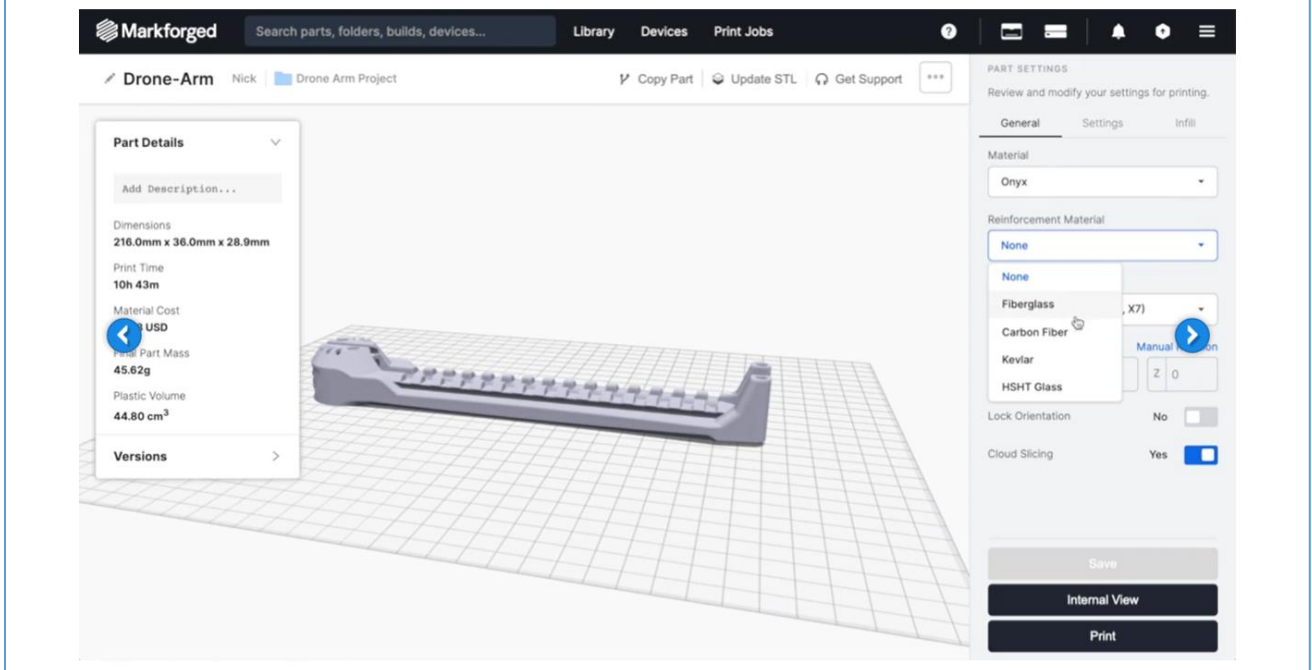 Markforged
Search parts, folders, builds, devices...
Library Devices Print Jobs
?
Drone-Arm Nick Drone Arm Project
Copy Part Update STL Get Support
PART SETTINGS
Review and modify your settings for printing.
General Settings Infill
Part Details
Add Description...
Dimensions
216.0mm x 36.0mm x 28.9mm
Print Time
10h 43m
Material Cost
USD
Final Part Mass
45.62g
Plastic Volume
44.80 cm³
Versions
Material
Onyx
Reinforcement Material
None
None
Fiberglass
Carbon Fiber
Kevlar
HSHT Glass
, X7)
Manual
Z 0
Lock Orientation No
Cloud Slicing Yes
Save
Internal View
Print